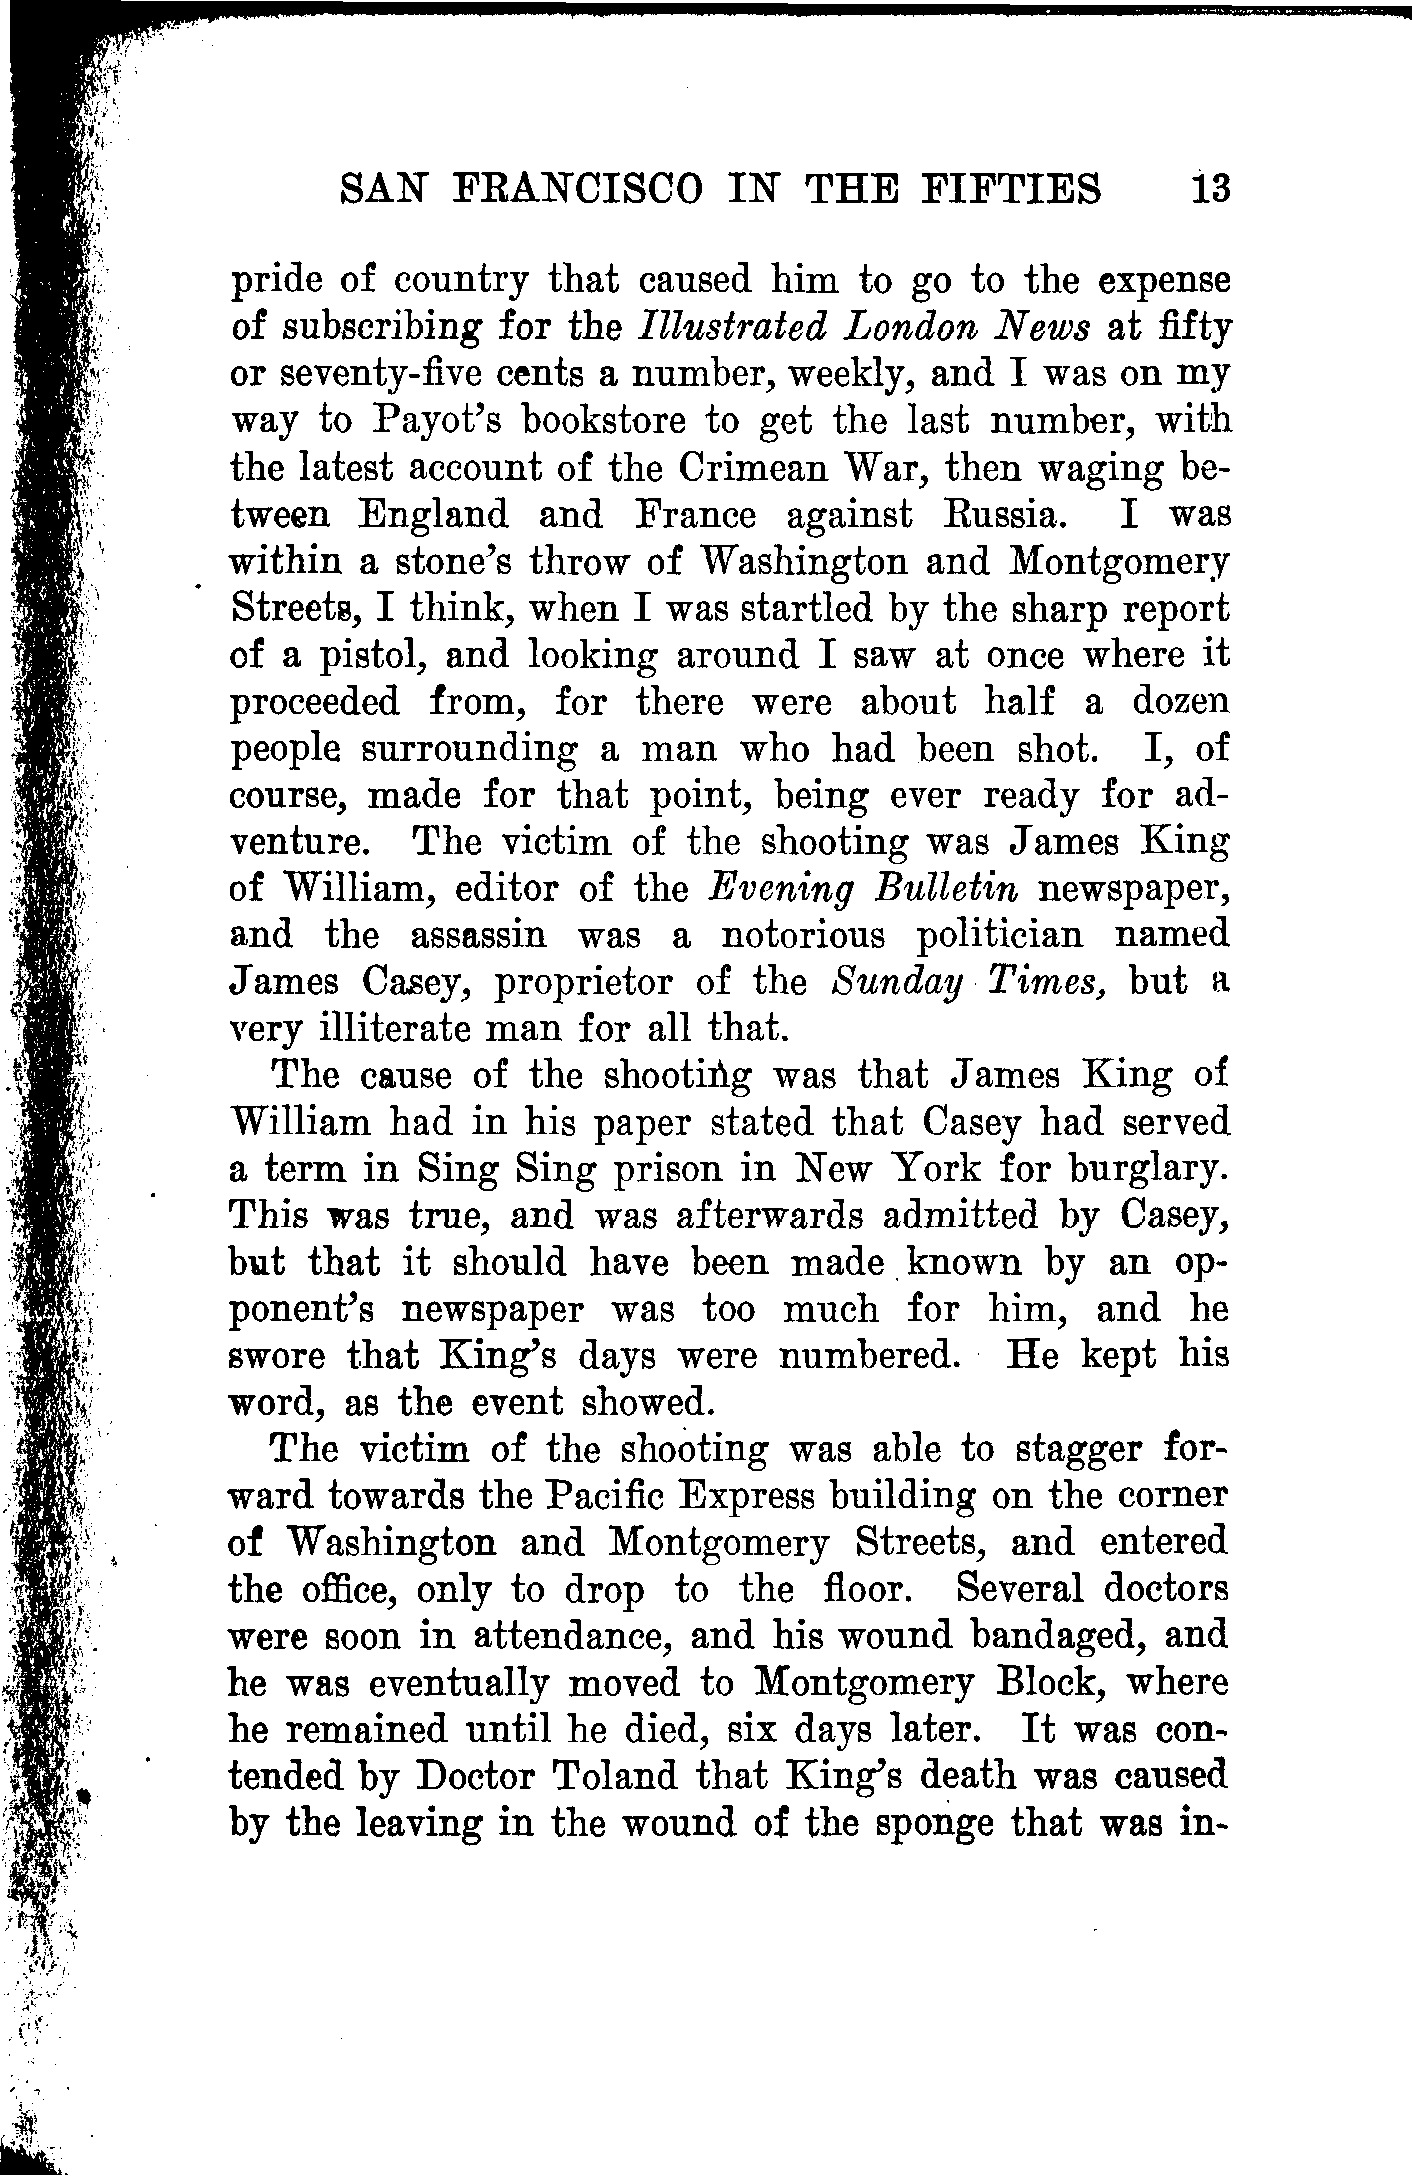 SAN FRANCISCO IN THE FIFTIES 13
pride of country that caused him to go to the expense
of subscribing for the Illustrated London News at fifty
or seventy-five cents a number, weekly, and I was on my
way to Payot's bookstore to get the last number, with
the latest account of the Crimean War, then waging be-
tween England and France against Russia. I was
within a stone's throw of Washington and Montgomery
Streets, I think, when I was startled by the sharp report
of a pistol, and looking around I saw at once where it
proceeded from, for there were about half a dozen
people surrounding a man who had been shot. I, of
course, made for that point, being ever ready for ad-
venture. The victim of the shooting was James King
of William, editor of the Evening Bulletin newspaper,
and the assassin was a notorious politician named
James Casey, proprietor of the Sunday Times, but a
very illiterate man for all that.
The cause of the shooting was that James King of
William had in his paper stated that Casey had served
a term in Sing Sing prison in New York for burglary.
This was true, and was afterwards admitted by Casey,
but that it should have been made known by an op-
ponent's newspaper was too much for him, and he
swore that King's days were numbered. He kept his
word, as the event showed.
The victim of the shooting was able to stagger for-
ward towards the Pacific Express building on the corner
of Washington and Montgomery Streets, and entered
the office, only to drop to the floor. Several doctors
were soon in attendance, and his wound bandaged, and
he was eventually moved to Montgomery Block, where
he remained until he died, six days later. It was con-
tended by Doctor Toland that King's death was caused
by the leaving in the wound of the sponge that was in-